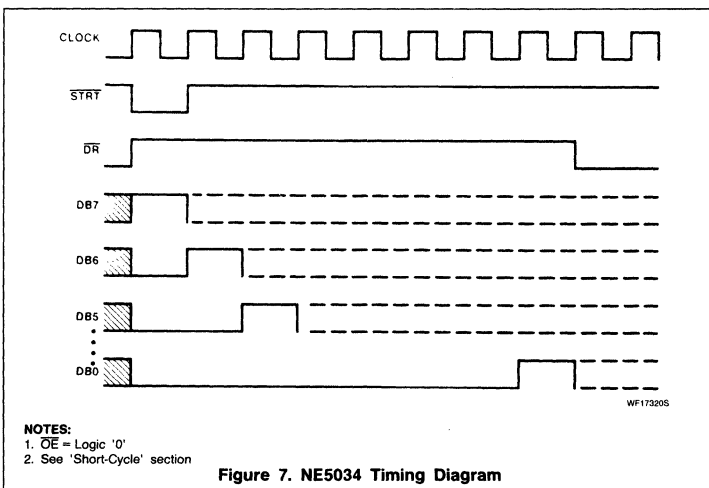 CLOCK
STRT
DR
DB7
DB6
DB5
DB0
WF17320S
NOTES:
1. OE = Logic '0'
2. See 'Short-Cycle' section
Figure 7. NE5034 Timing Diagram